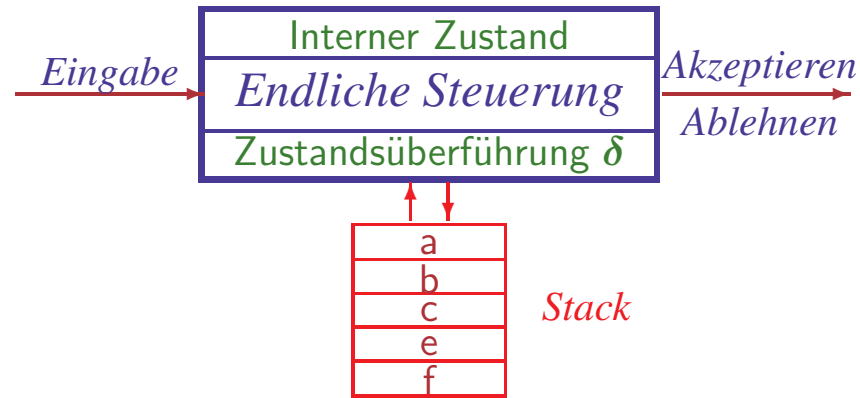 Interner Zustand
Eingabe
Endliche Steuerung
Akzeptieren
Ablehnen
Zustandsüberführung δ
a
b
c
e
f
Stack